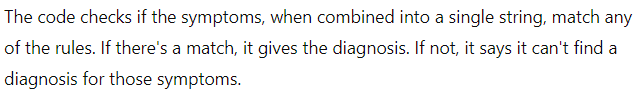 The code checks if the symptoms, when combined into a single string, match any
of the rules. If there's a match, it gives the diagnosis. If not, it says it can't find a
diagnosis for those symptoms.